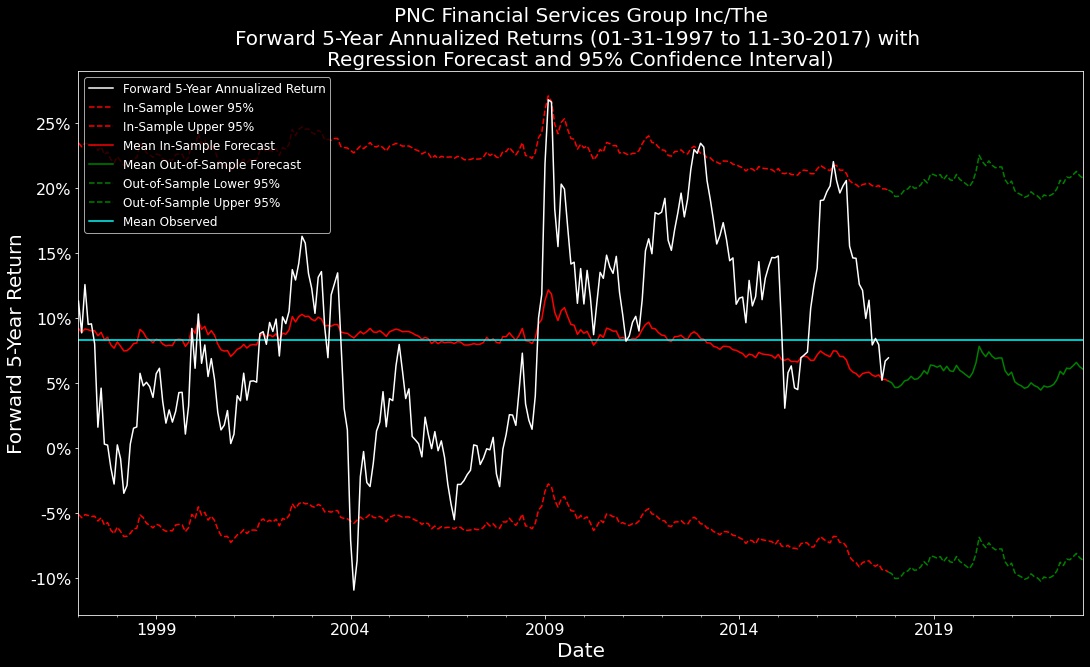 PNC Financial Services Group Inc/The
Forward 5-Year Annualized Returns (01-31-1997 to 11-30-2017) with
Regression Forecast and 95% Confidence Interval)
Forward 5-Year Annualized Return
In-Sample Lower 95%
In-Sample Upper 95%
Mean In-Sample Forecast
Mean Out-of-Sample Forecast
Out-of-Sample Lower 95%
Out-of-Sample Upper 95%
Mean Observed
Forward 5-Year Return
25%
20%
15%
10%
5%
0%
-5%
-10%
1999
2004
2009
2014
2019
Date